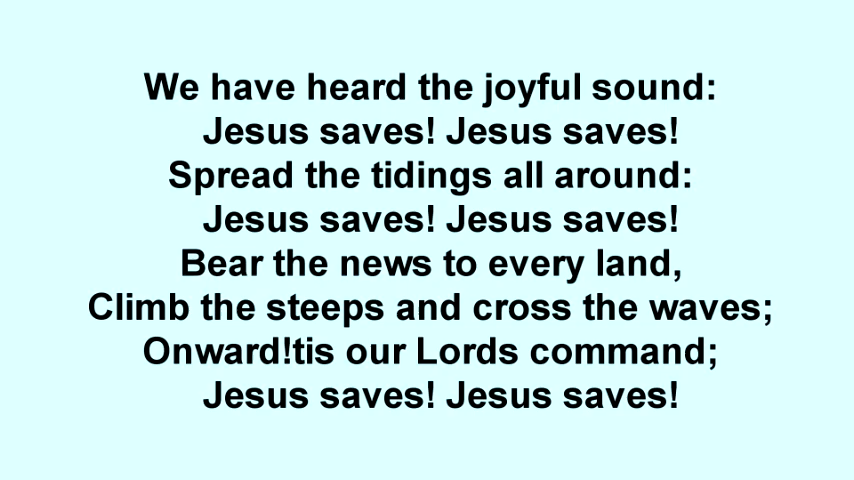 We have heard the joyful sound:
Jesus saves! Jesus saves!
Spread the tidings all around:
Jesus saves! Jesus saves!
Bear the news to every land,
Climb the steeps and cross the waves;
Onward!tis our Lords command;
Jesus saves! Jesus saves!